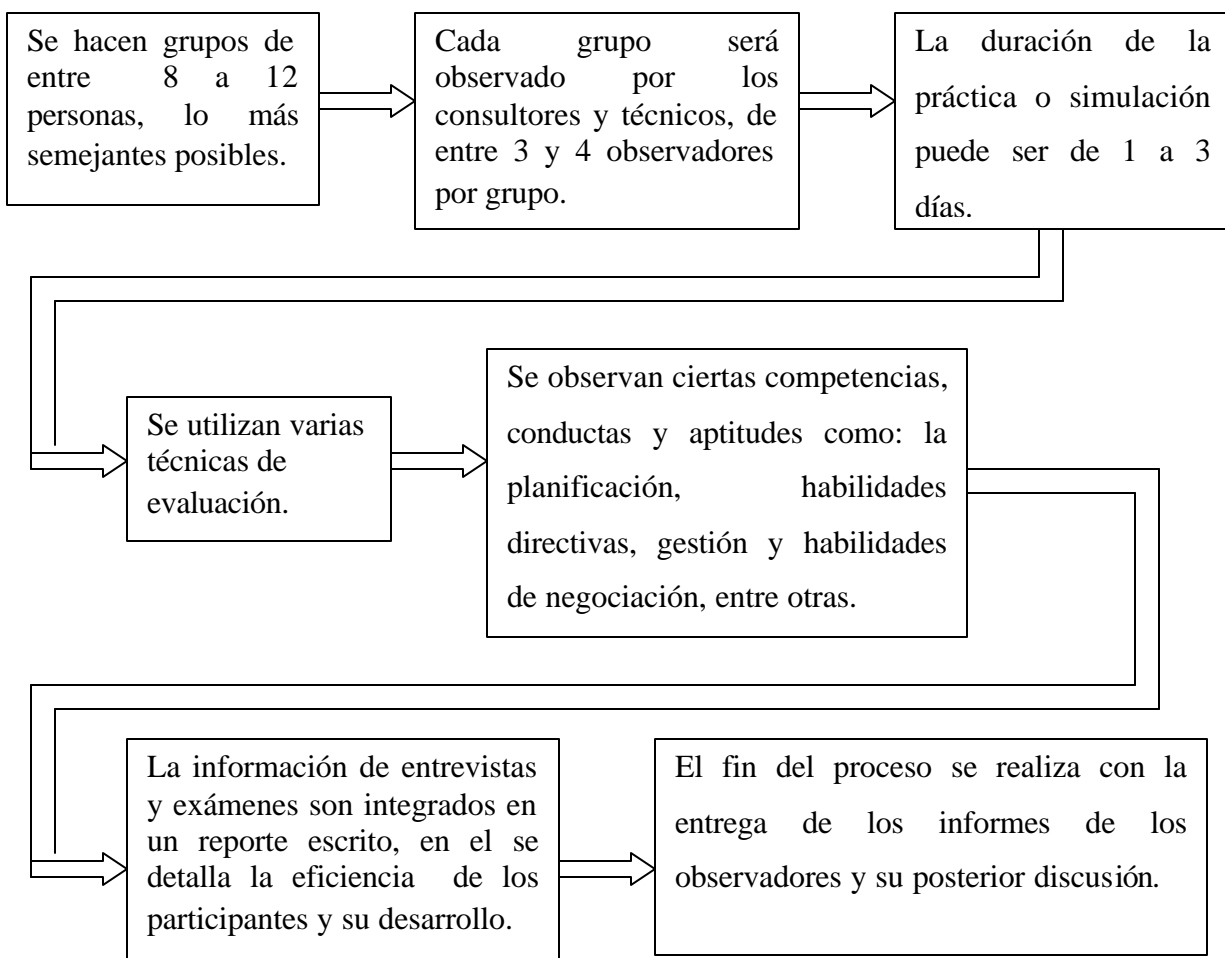 Se hacen grupos de
entre 8 a 12
personas, lo más
semejantes posibles.
Cada grupo será
observado por los
consultores y técnicos, de
entre 3 y 4 observadores
por grupo.
La duración de la
práctica o simulación
puede ser de 1 a 3
días.
Se utilizan varias
técnicas de
evaluación.
Se observan ciertas competencias,
conductas y aptitudes como: la
planificación, habilidades
directivas, gestión y habilidades
de negociación, entre otras.
La información de entrevistas
y exámenes son integrados en
un reporte escrito, en el se
detalla la eficiencia de los
participantes y su desarrollo.
El fin del proceso se realiza con la
entrega de los informes de los
observadores y su posterior discusión.